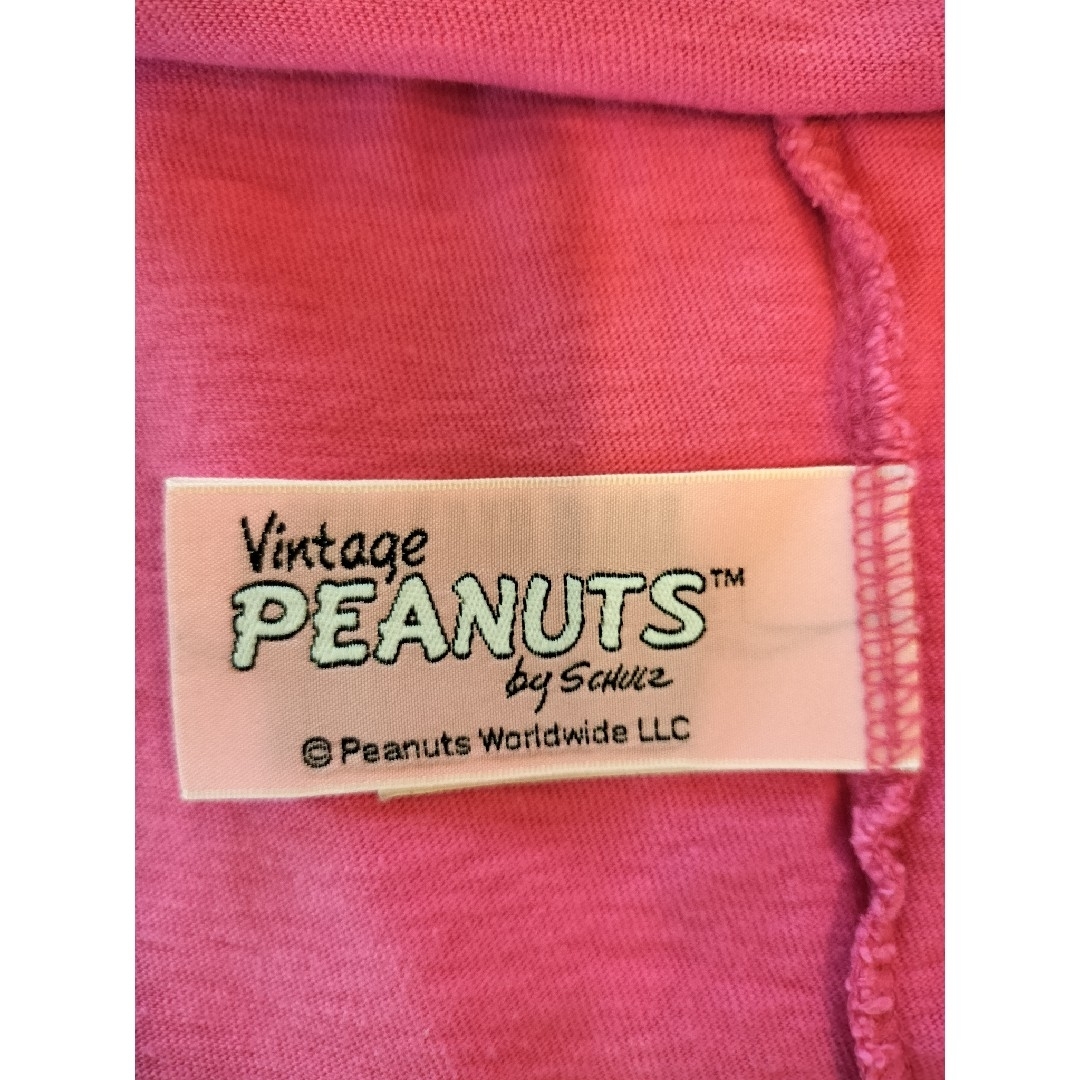 Vintage
PEANUTS™
by SCHULZ
© Peanuts Worldwide LLC